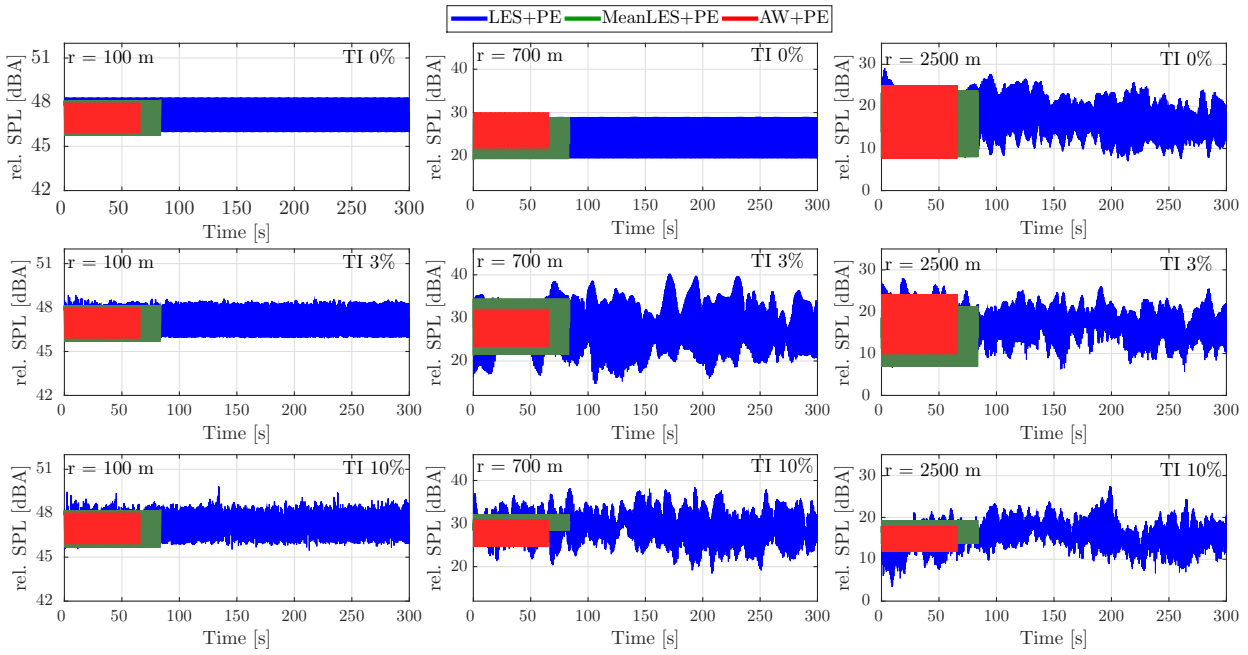 LES+PE MeanLES+PE AW+PE
r = 100 m TI 0%
rel. SPL [dBA]
51
48
45
42
0 50 100 150 200 250 300
Time [s]
r = 700 m TI 0%
rel. SPL [dBA]
40
30
20
0 50 100 150 200 250 300
Time [s]
r = 2500 m TI 0%
rel. SPL [dBA]
30
20
10
0
0 50 100 150 200 250 300
Time [s]
r = 100 m TI 3%
rel. SPL [dBA]
51
48
45
42
0 50 100 150 200 250 300
Time [s]
r = 700 m TI 3%
rel. SPL [dBA]
40
30
20
0 50 100 150 200 250 300
Time [s]
r = 2500 m TI 3%
rel. SPL [dBA]
30
20
10
0
0 50 100 150 200 250 300
Time [s]
r = 100 m TI 10%
rel. SPL [dBA]
51
48
45
42
0 50 100 150 200 250 300
Time [s]
r = 700 m TI 10%
rel. SPL [dBA]
40
30
20
0 50 100 150 200 250 300
Time [s]
r = 2500 m TI 10%
rel. SPL [dBA]
30
20
10
0
0 50 100 150 200 250 300
Time [s]